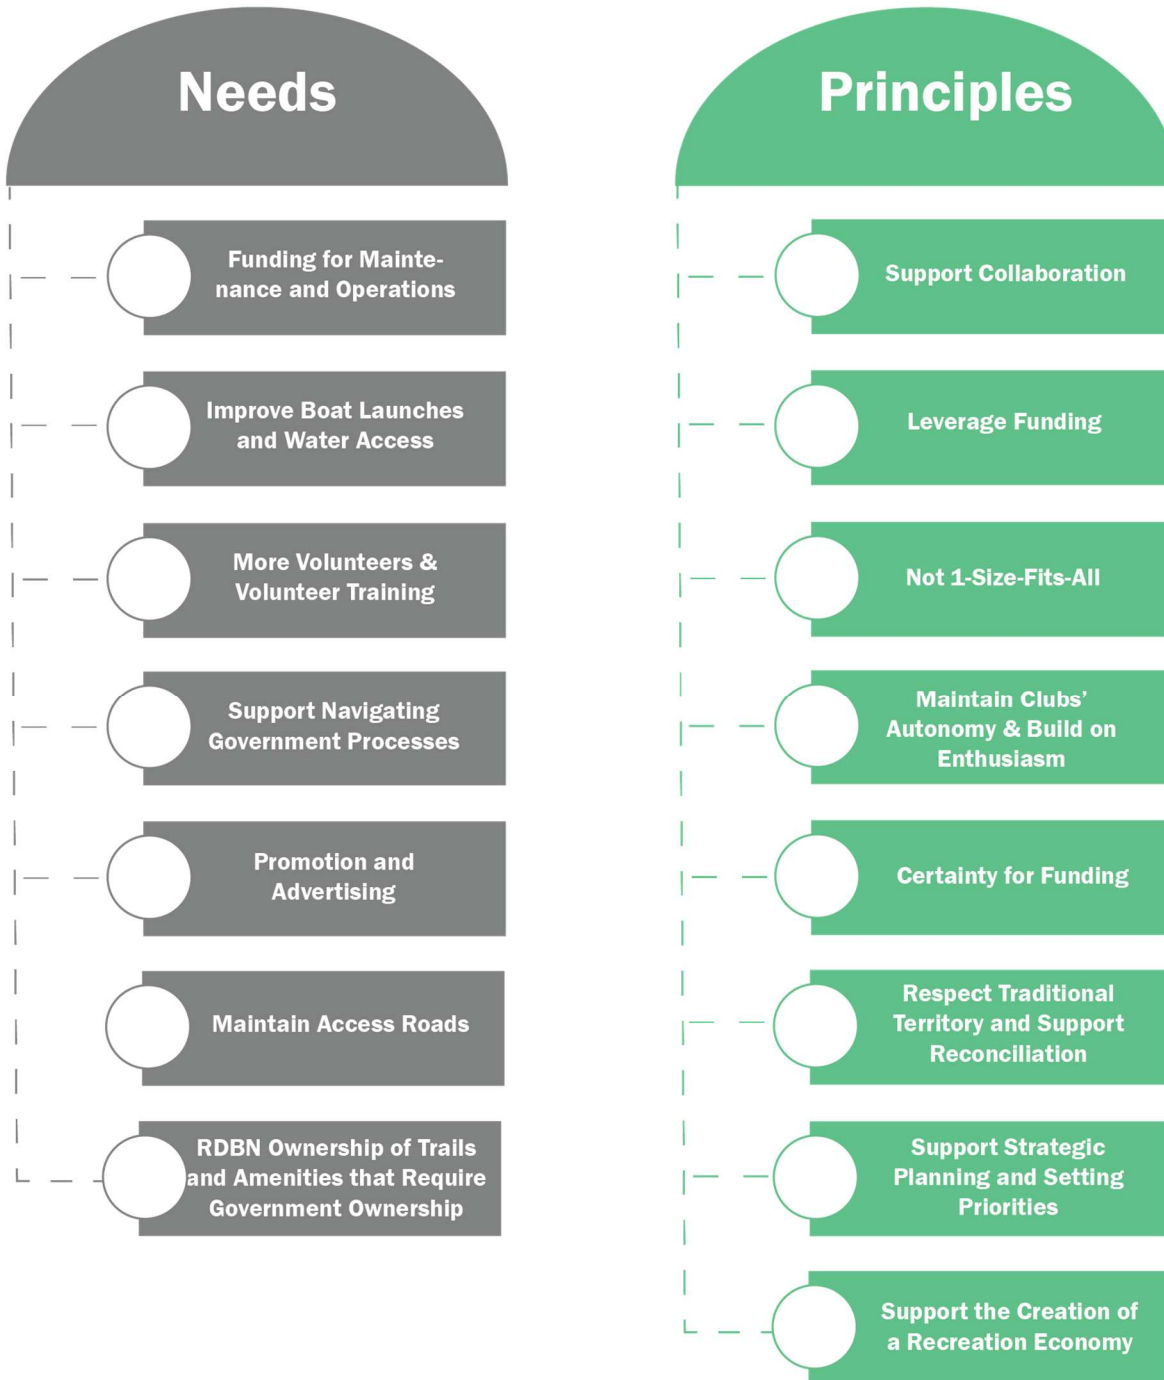 Needs
Funding for Mainte-
nance and Operations
Improve Boat Launches
and Water Access
More Volunteers &
Volunteer Training
Support Navigating
Government Processes
Promotion and
Advertising
Maintain Access Roads
RDBN Ownership of Trails
and Amenities that Require
Government Ownership
Principles
Support Collaboration
Leverage Funding
Not 1-Size-Fits-All
Maintain Clubs’
Autonomy & Build on
Enthusiasm
Certainty for Funding
Respect Traditional
Territory and Support
Reconciliation
Support Strategic
Planning and Setting
Priorities
Support the Creation of
a Recreation Economy